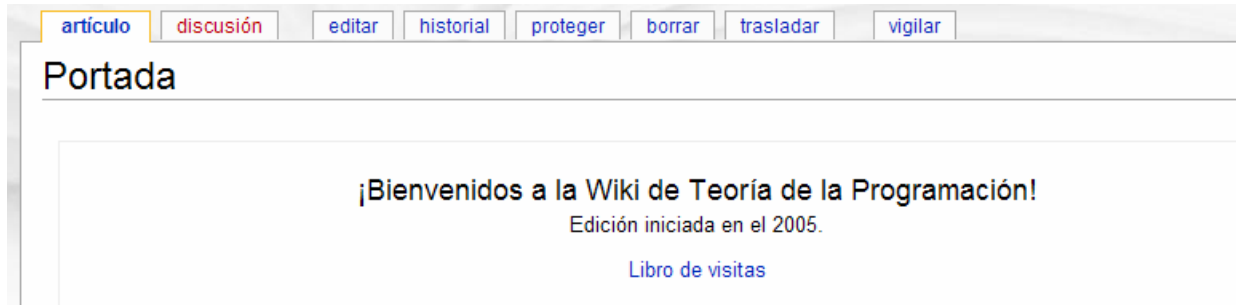 artículo discusión editar historial proteger borrar trasladar vigilar
Portada
¡Bienvenidos a la Wiki de Teoría de la Programación!
Edición iniciada en el 2005.
Libro de visitas